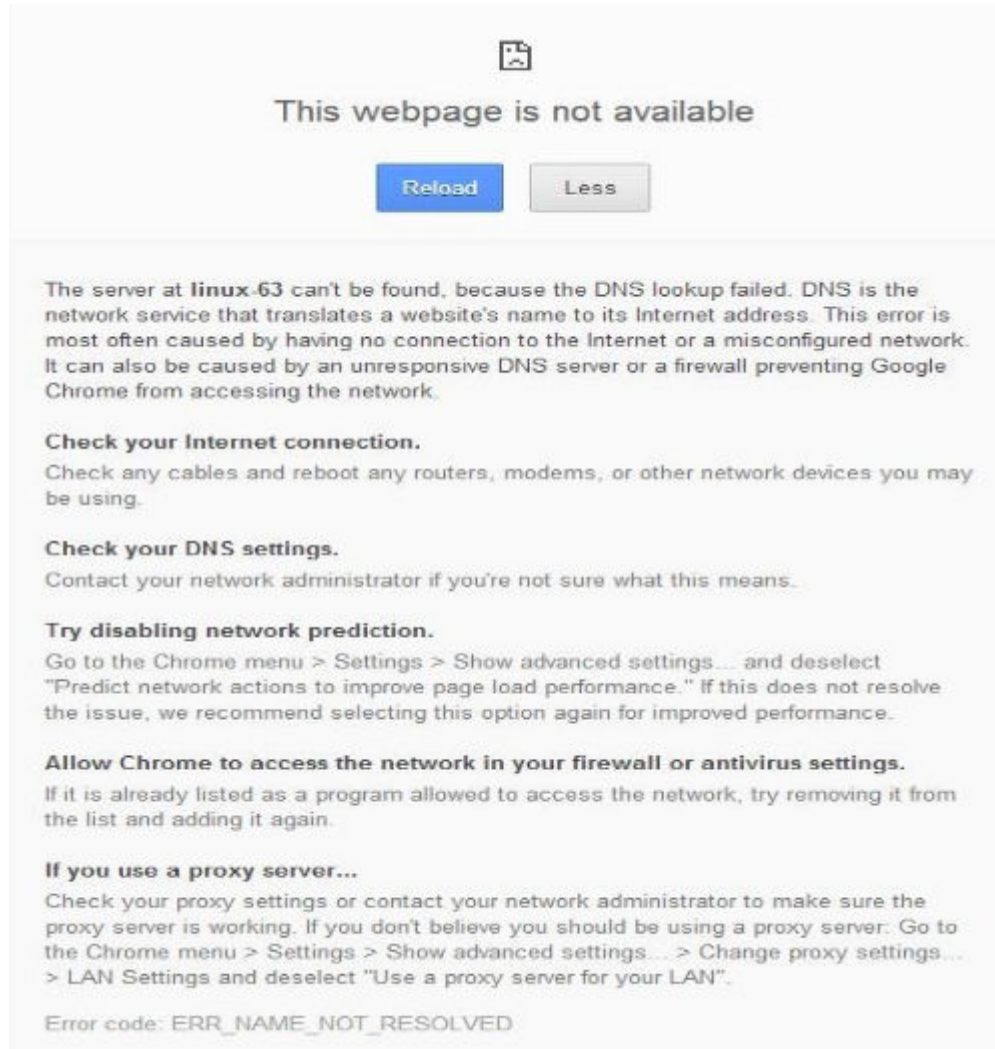 This webpage is not available
Reload Less
The server at linux-63 can't be found, because the DNS lookup failed. DNS is the
network service that translates a website's name to its Internet address. This error is
most often caused by having no connection to the Internet or a misconfigured network.
It can also be caused by an unresponsive DNS server or a firewall preventing Google
Chrome from accessing the network.
Check your Internet connection.
Check any cables and reboot any routers, modems, or other network devices you may
be using.
Check your DNS settings.
Contact your network administrator if you're not sure what this means.
Try disabling network prediction.
Go to the Chrome menu > Settings > Show advanced settings... and deselect
"Predict network actions to improve page load performance." If this does not resolve
the issue, we recommend selecting this option again for improved performance.
Allow Chrome to access the network in your firewall or antivirus settings.
If it is already listed as a program allowed to access the network, try removing it from
the list and adding it again.
If you use a proxy server...
Check your proxy settings or contact your network administrator to make sure the
proxy server is working. If you don't believe you should be using a proxy server: Go to
the Chrome menu > Settings > Show advanced settings... > Change proxy settings...
> LAN Settings and deselect "Use a proxy server for your LAN".
Error code: ERR_NAME_NOT_RESOLVED